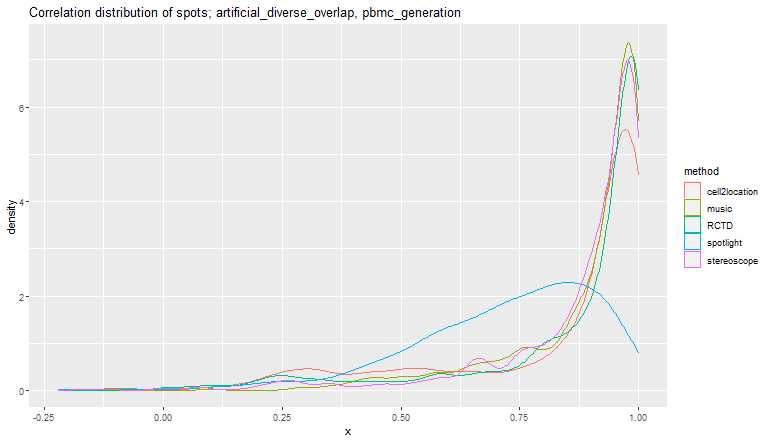 Correlation distribution of spots; artificial_diverse_overlap, pbmc_generation
6
4
2
0
density
-0.25
0.00
0.25
0.50
0.75
1.00
x
method
cell2location
music
RCTD
spotlight
stereoscope